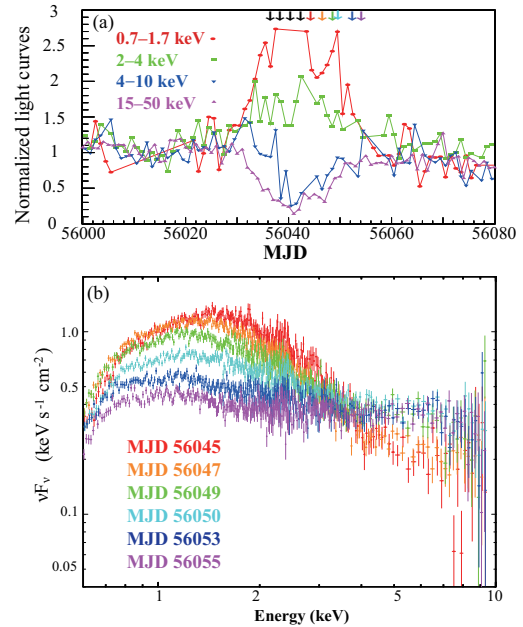 (a)
0.7–1.7 keV
2–4 keV
4–10 keV
15–50 keV
Normalized light curves
3
2.5
2
1.5
1
0.5
0
56000 56020 56040 56060 56080
MJD
(b)
νFν (keV s-1 cm-2)
1.0
0.5
0.1
0.05
MJD 56045
MJD 56047
MJD 56049
MJD 56050
MJD 56053
MJD 56055
1 2 5 10
Energy (keV)